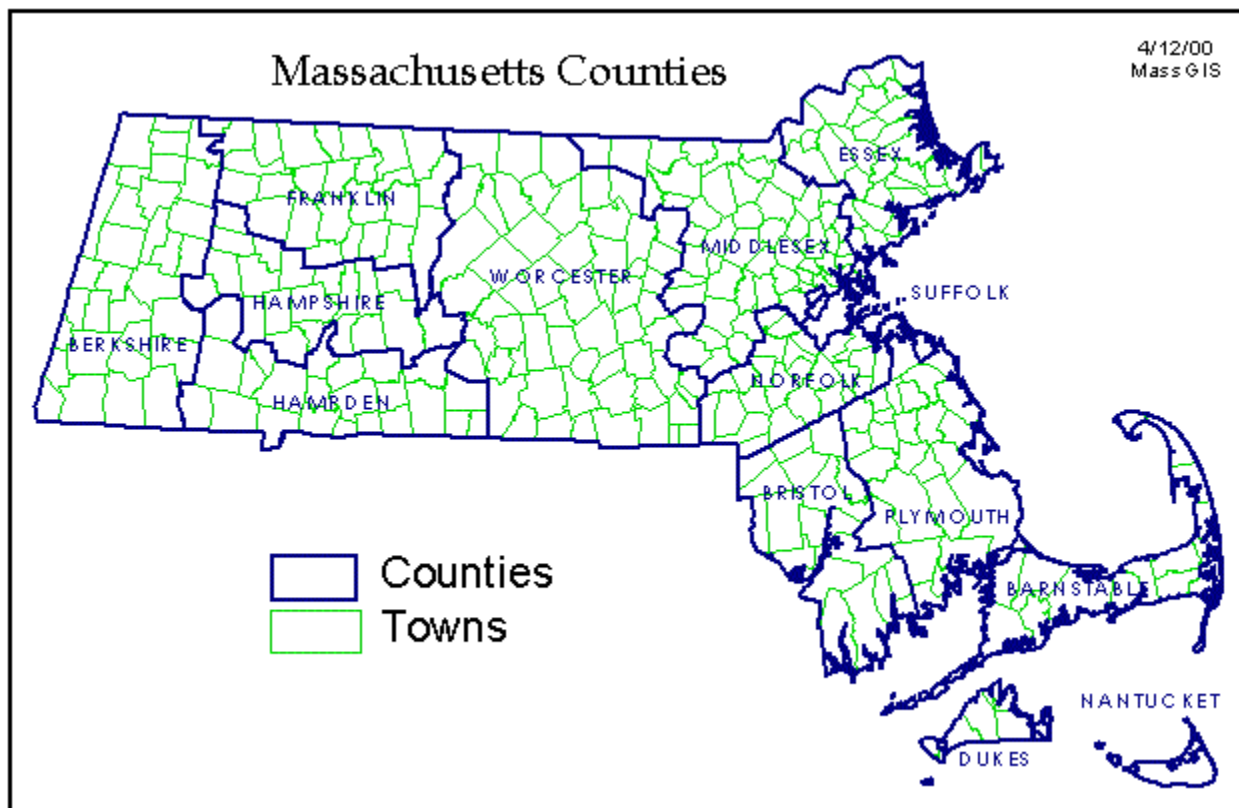 Massachusetts Counties
4/12/00
MassGIS
ESSEX
FRANKLIN
MIDDLESEX
WORCESTER
HAMPSHIRE
SUFFOLK
BERKSHIRE
NORFOLK
HAMPDEN
BRISTOL
PLYMOUTH
Counties
BARNSTABLE
Towns
NANTUCKET
DUKES